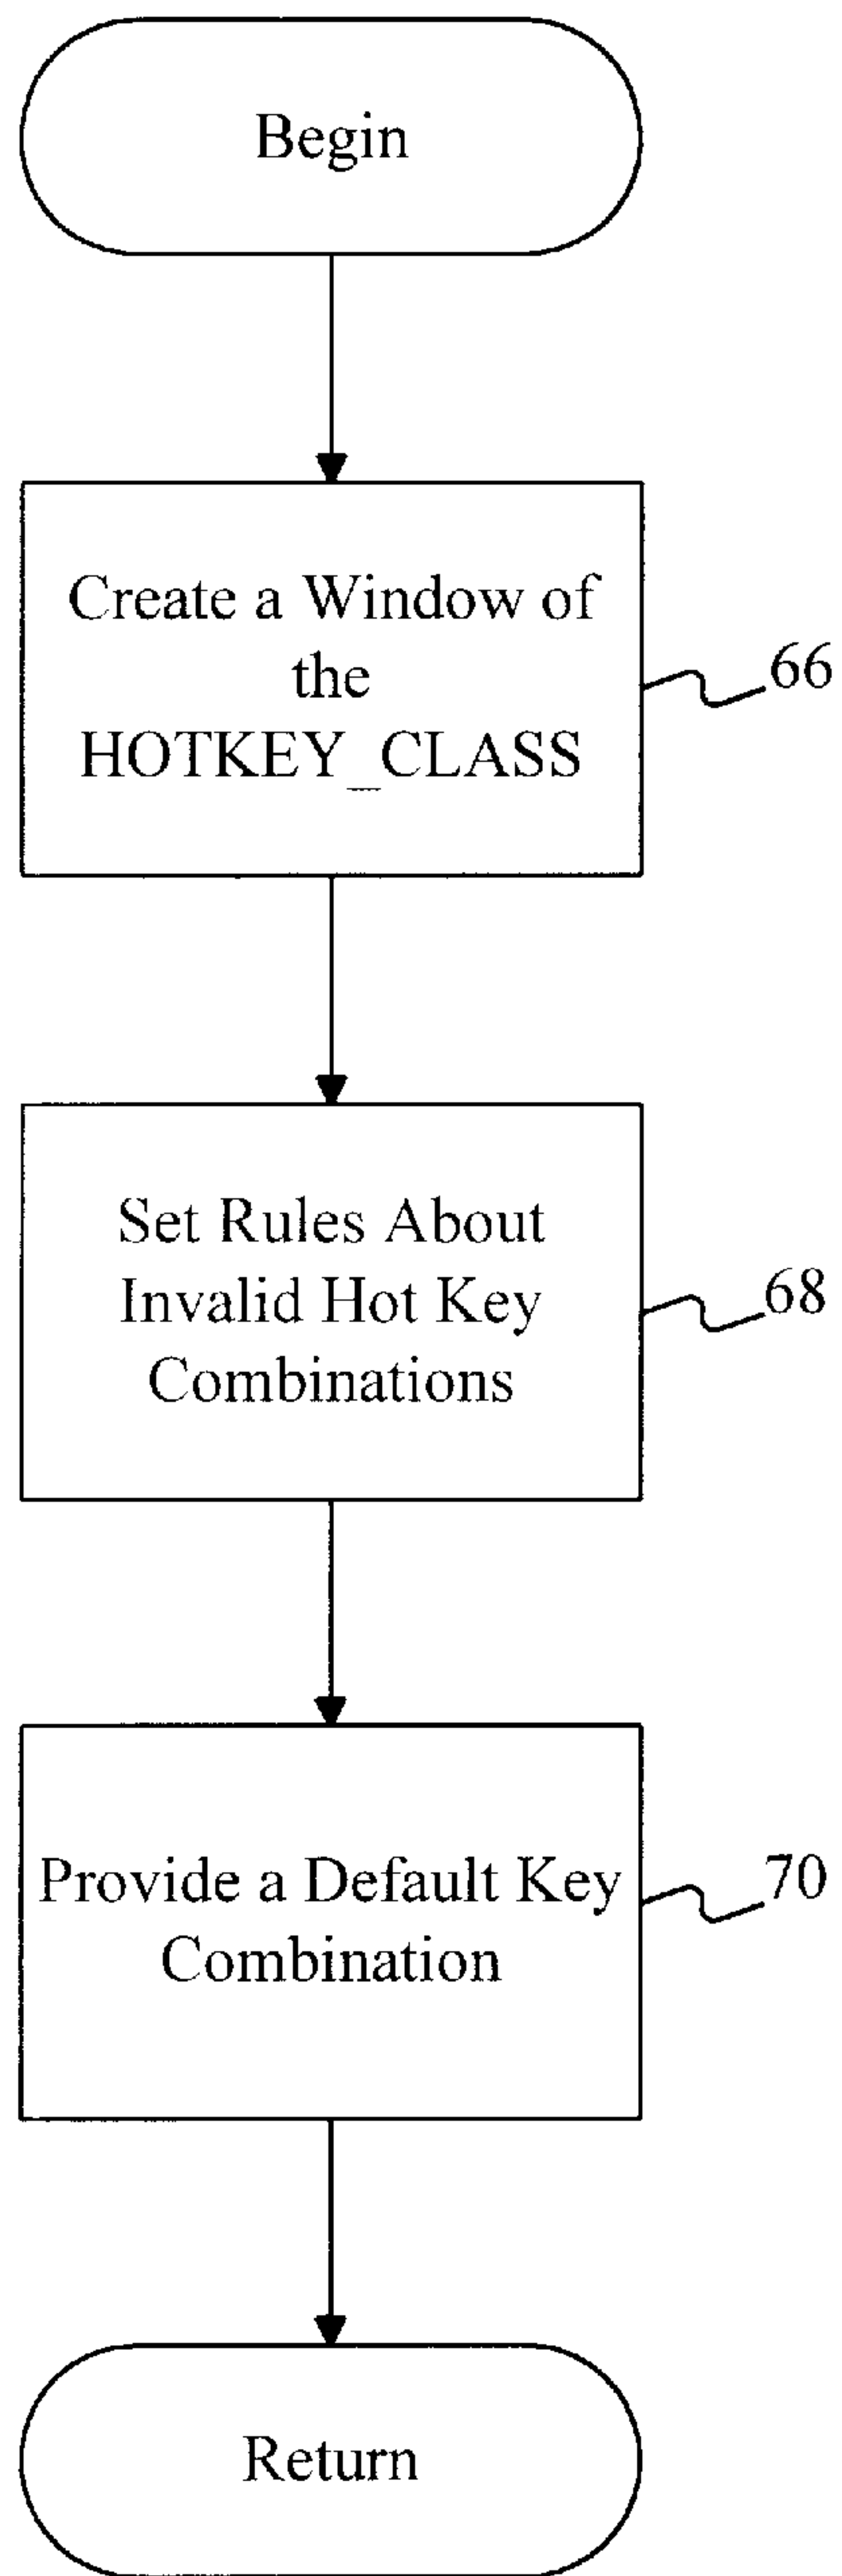 Begin
Create a Window of
the
HOTKEY_CLASS
66
Set Rules About
Invalid Hot Key
Combinations
68
Provide a Default Key
Combination
70
Return